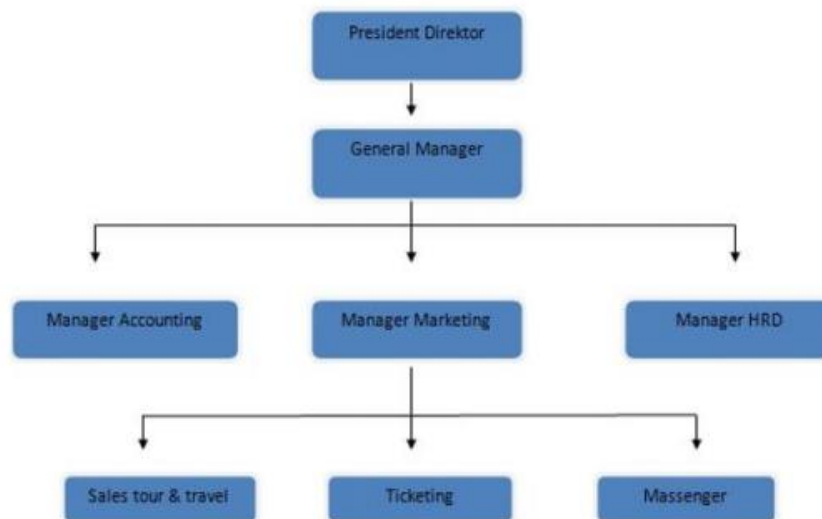 President Direktor
General Manager
Manager Accounting
Manager Marketing
Manager HRD
Sales tour & travel
Ticketing
Massenger